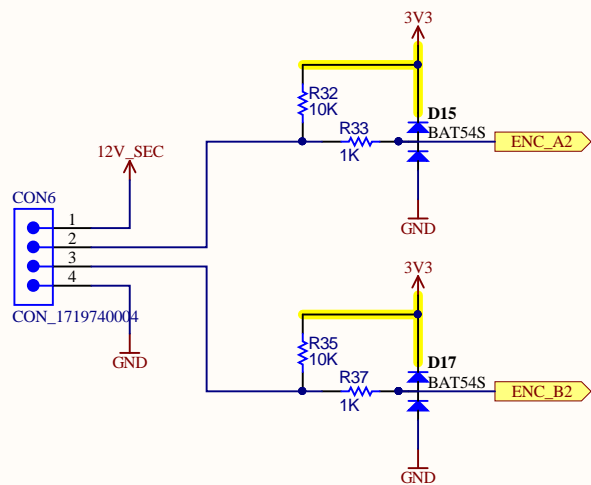 3V3
R32
10K
D15
R33
BAT54S
1K
ENC_A2
12V_SEC
CON6
1
2
3
4
CON_1719740004
GND
GND
3V3
R35
10K
D17
R37
BAT54S
1K
ENC_B2
GND